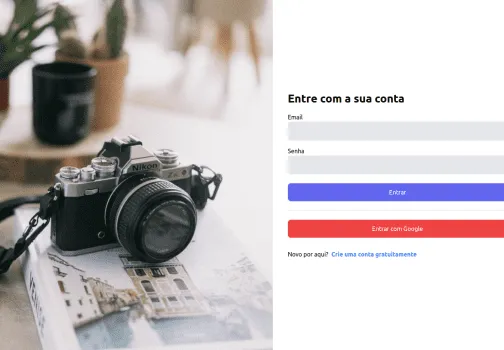 Entre com a sua conta
Email
Senha
Entrar
Entrar com Google
Novo por aqui? Crie uma conta gratuitamente
Nikon